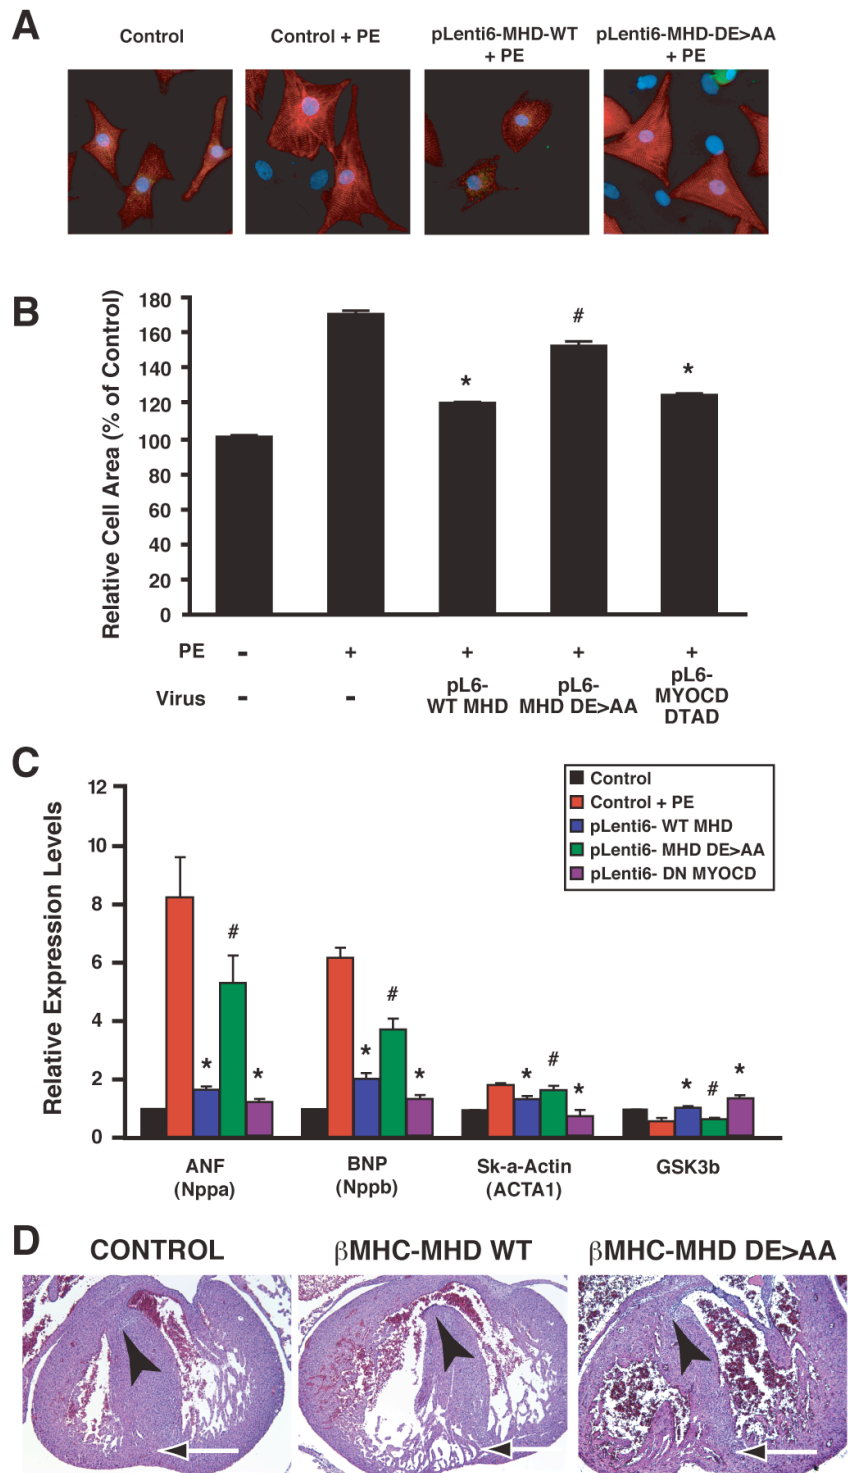 A
Control
Control + PE
pLenti6-MHD-WT
+ PE
pLenti6-MHD-DE>AA
+ PE
B
Relative Cell Area (% of Control)
180
160
140
120
100
80
60
40
20
0
*
#
*
PE
-
+
+
+
+
Virus
-
-
pL6-
WT MHD
pL6-
MHD DE>AA
pL6-
MYOCD
DTAD
C
Relative Expression Levels
12
10
8
6
4
2
0
Control
Control + PE
pLenti6- WT MHD
pLenti6- MHD DE>AA
pLenti6- DN MYOCD
*
#
*
*
#
*
*
#
*
*
#
*
ANF
(Nppa)
BNP
(Nppb)
Sk-a-Actin
(ACTA1)
GSK3b
D
CONTROL
βMHC-MHD WT
βMHC-MHD DE>AA